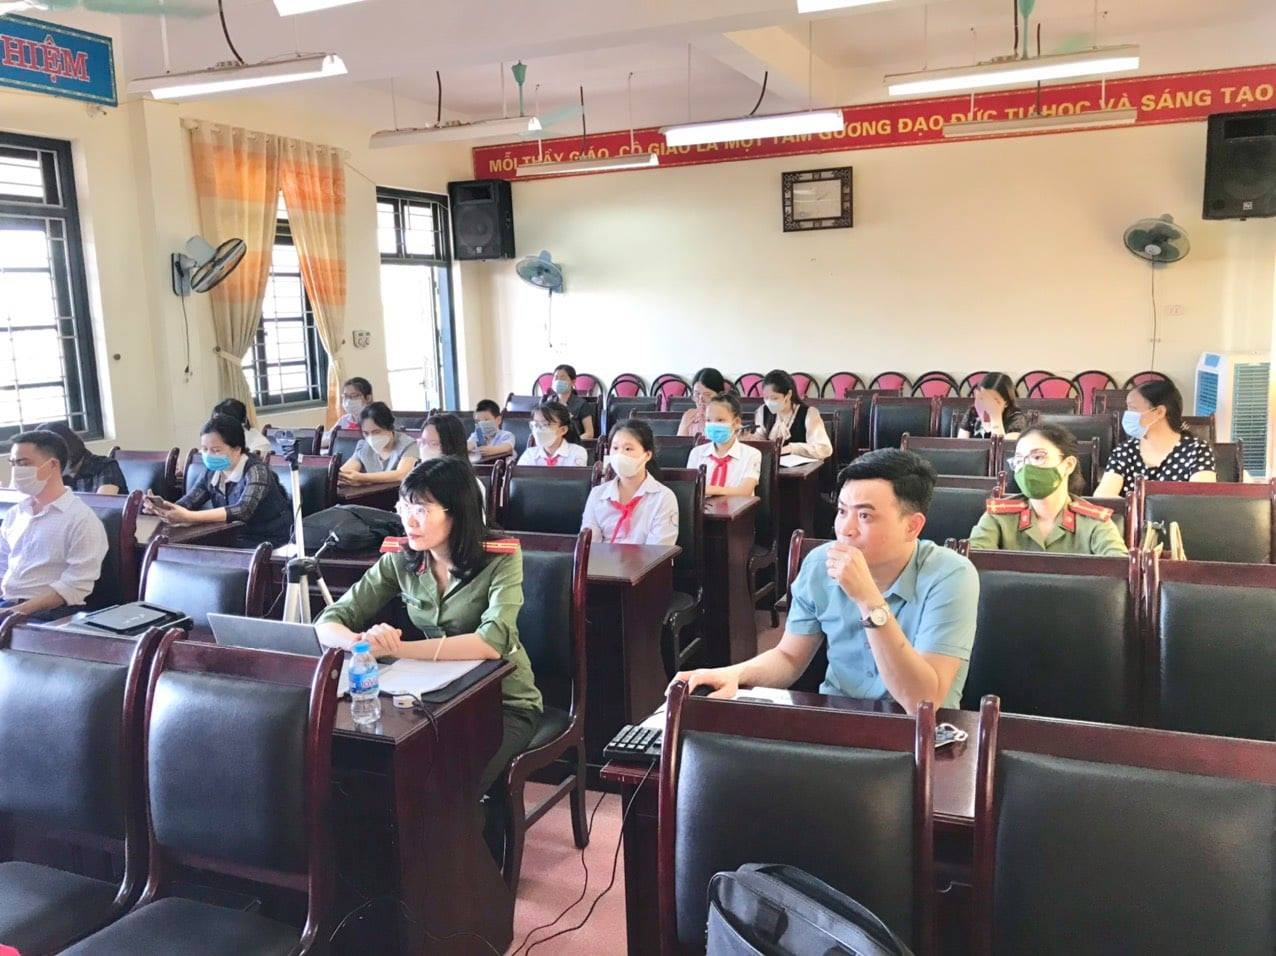 HIỆM
MỖI THẦY GIÁO, CÔ GIÁO LÀ MỘT TẤM GƯƠNG ĐẠO ĐỨC TỰ HỌC VÀ SÁNG TẠO